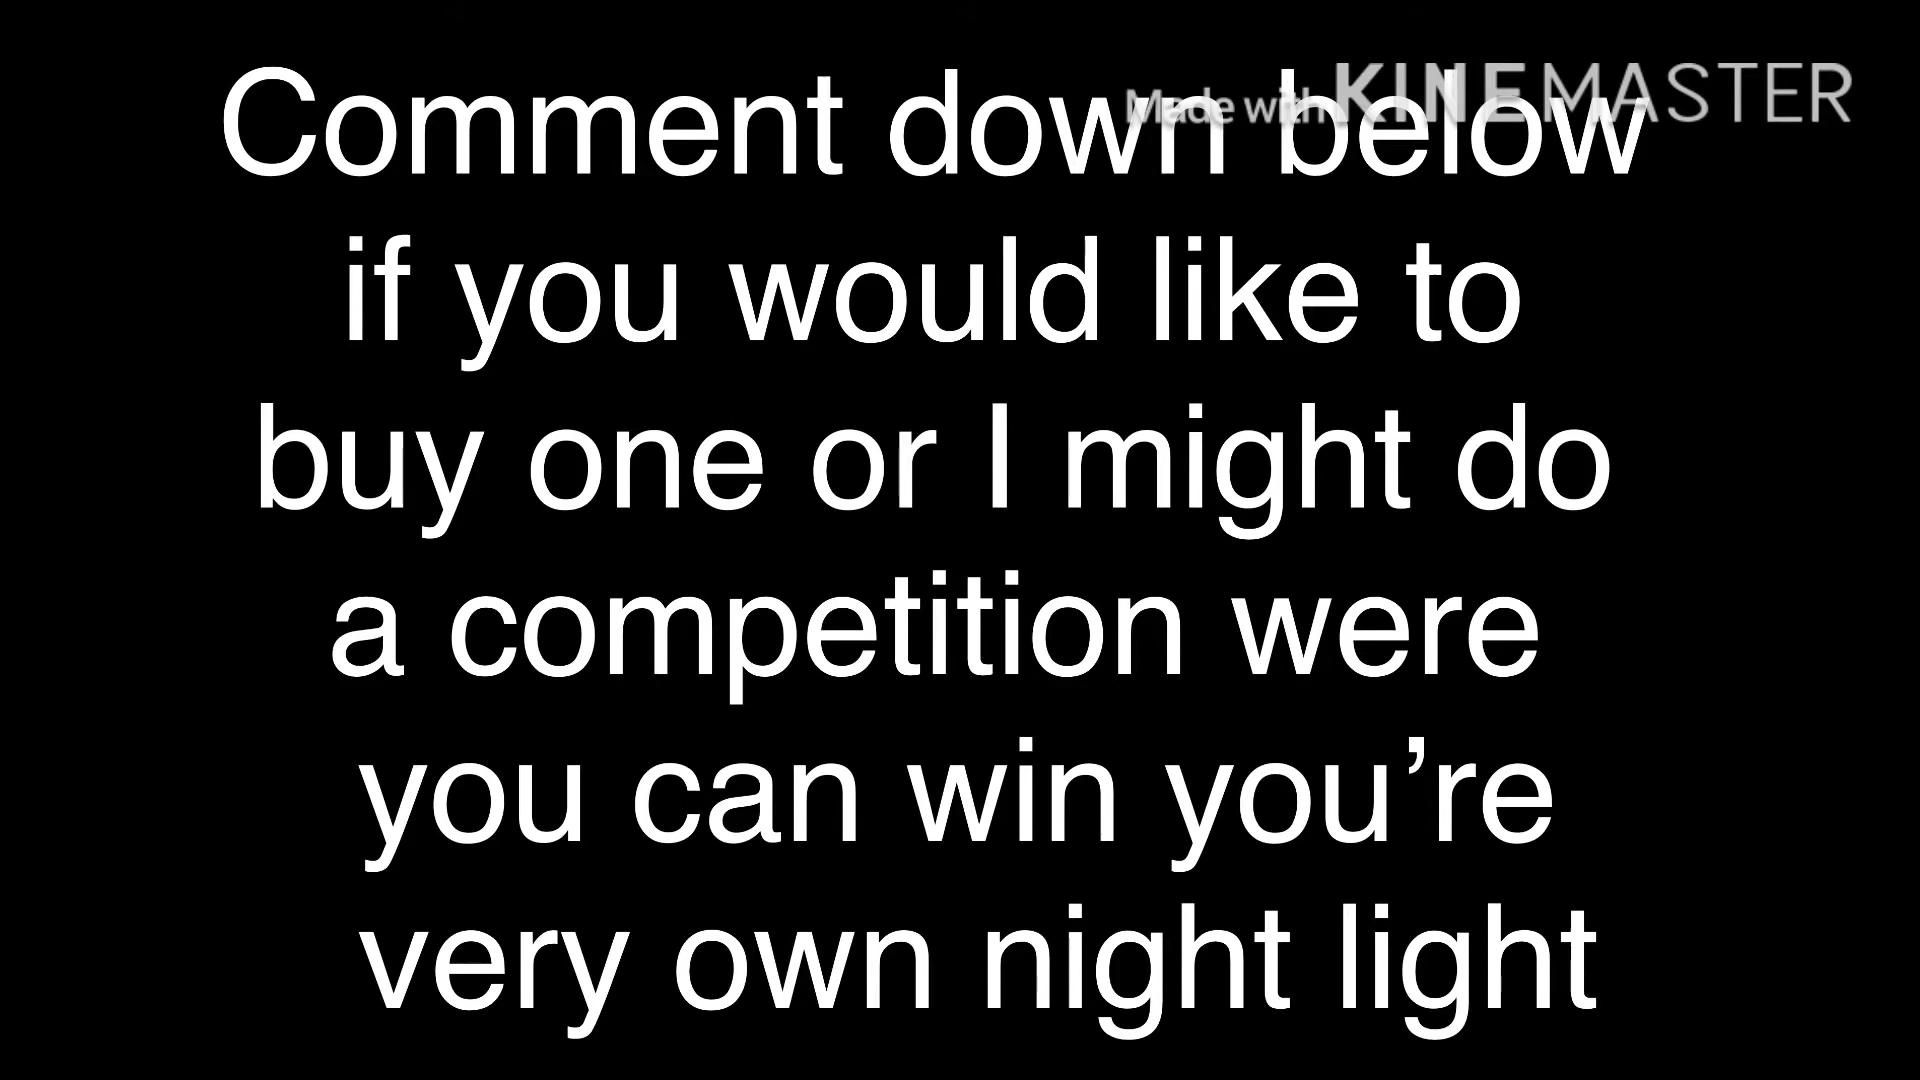 Comment down below
Made with KINEMASTER
if you would like to
buy one or I might do
a competition were
you can win you’re
very own night light